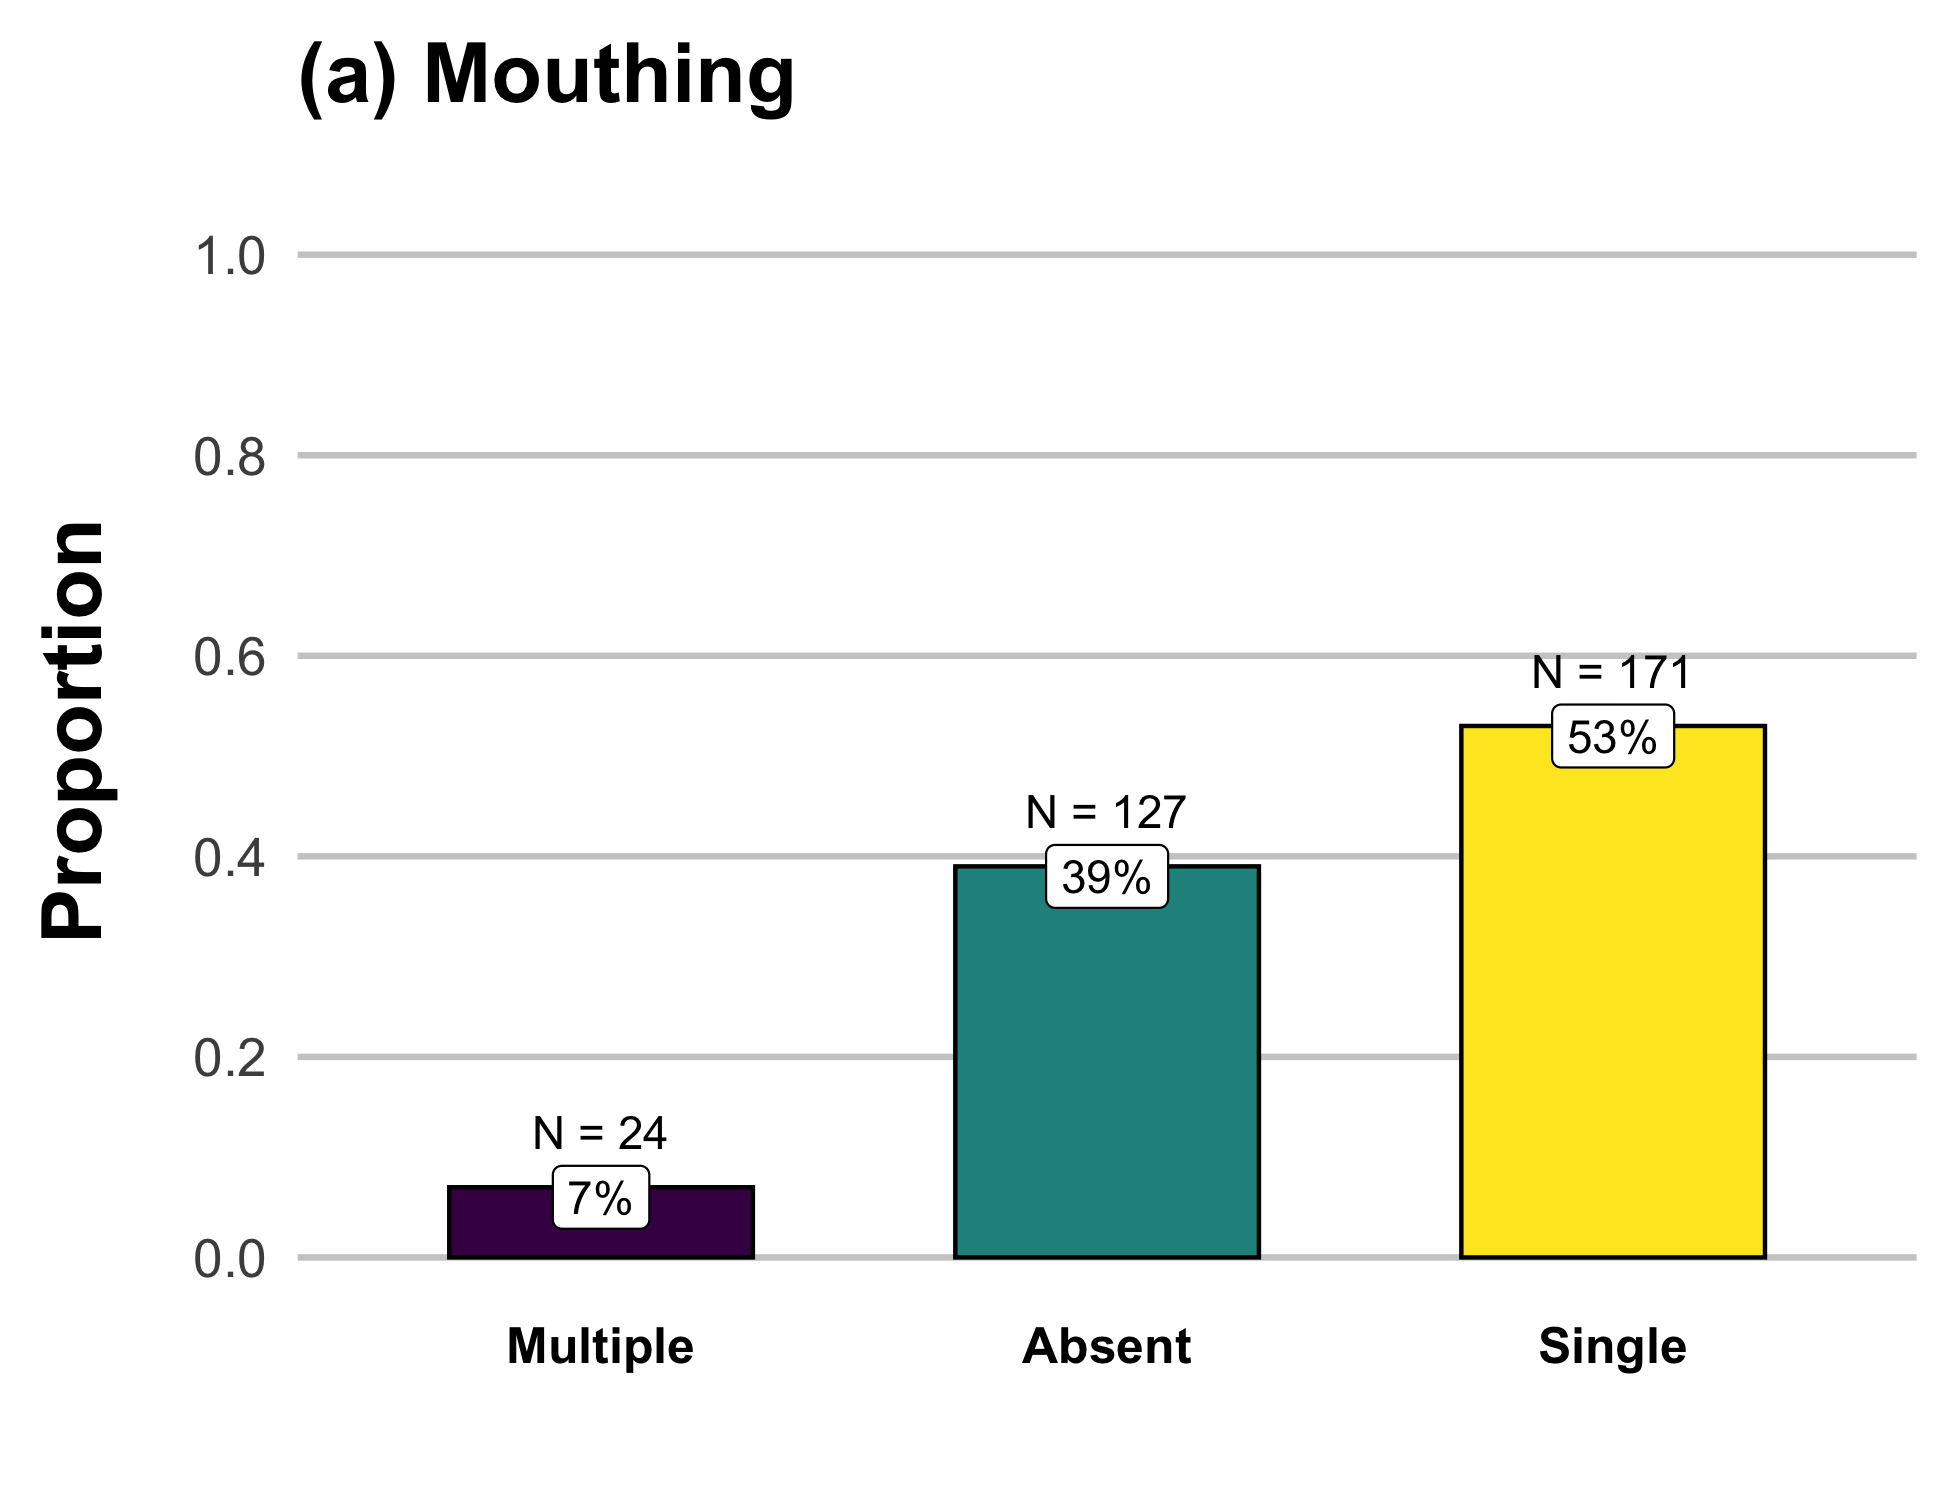 (a) Mouthing
Proportion
1.0
0.8
0.6
0.4
0.2
0.0
N = 24
7%
N = 127
39%
N = 171
53%
Multiple
Absent
Single